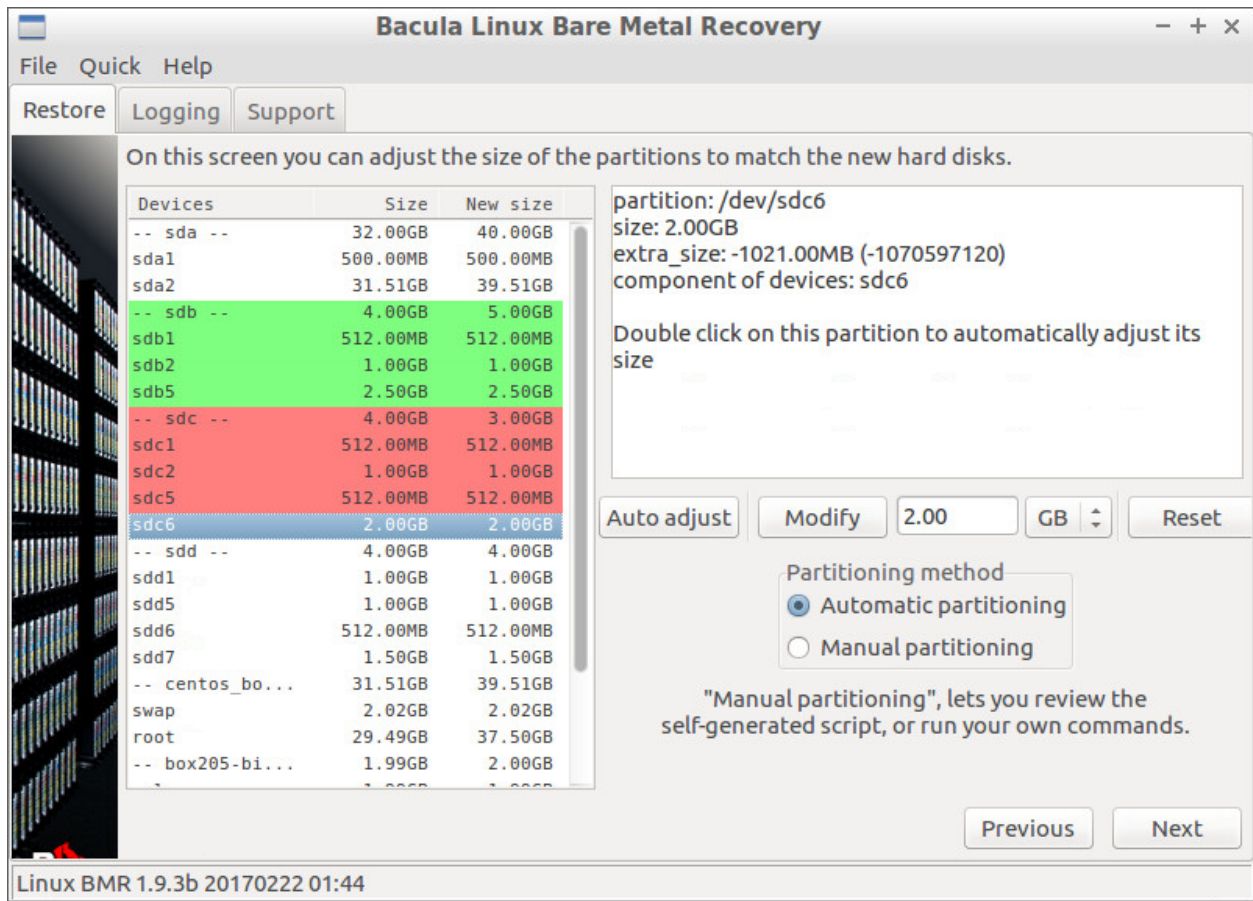 Bacula Linux Bare Metal Recovery
File Quick Help
Restore Logging Support
On this screen you can adjust the size of the partitions to match the new hard disks.
Devices Size New size
-- sda -- 32.00GB 40.00GB
sda1 500.00MB 500.00MB
sda2 31.51GB 39.51GB
-- sdb -- 4.00GB 5.00GB
sdb1 512.00MB 512.00MB
sdb2 1.00GB 1.00GB
sdb5 2.50GB 2.50GB
-- sdc -- 4.00GB 3.00GB
sdc1 512.00MB 512.00MB
sdc2 1.00GB 1.00GB
sdc5 512.00MB 512.00MB
sdc6 2.00GB 2.00GB
-- sdd -- 4.00GB 4.00GB
sdd1 1.00GB 1.00GB
sdd5 1.00GB 1.00GB
sdd6 512.00MB 512.00MB
sdd7 1.50GB 1.50GB
-- centos_bo... 31.51GB 39.51GB
swap 2.02GB 2.02GB
root 29.49GB 37.50GB
-- box205-bi... 1.99GB 2.00GB
partition: /dev/sdc6
size: 2.00GB
extra_size: -1021.00MB (-1070597120)
component of devices: sdc6
Double click on this partition to automatically adjust its
size
Auto adjust Modify 2.00 GB Reset
Partitioning method
Automatic partitioning
Manual partitioning
"Manual partitioning", lets you review the
self-generated script, or run your own commands.
Previous Next
Linux BMR 1.9.3b 20170222 01:44